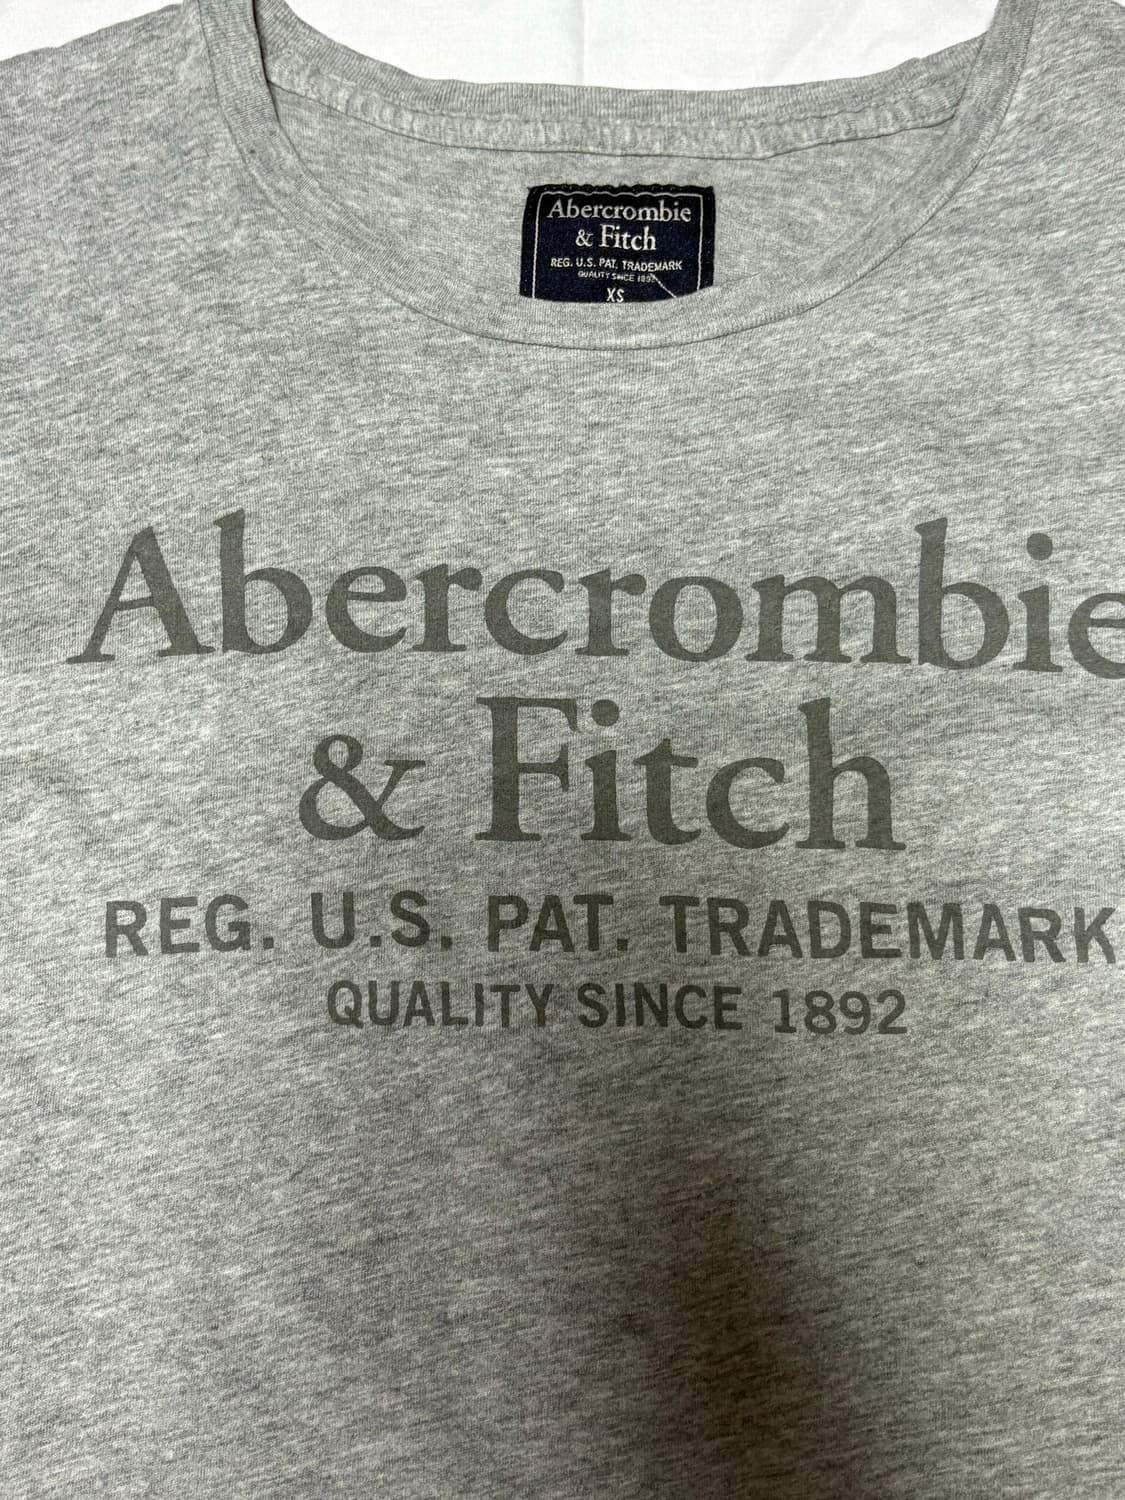 Abercrombie
& Fitch
REG. U.S. PAT. TRADEMARK
QUALITY SINCE 1892
XS
Abercrombie
& Fitch
REG. U.S. PAT. TRADEMARK
QUALITY SINCE 1892